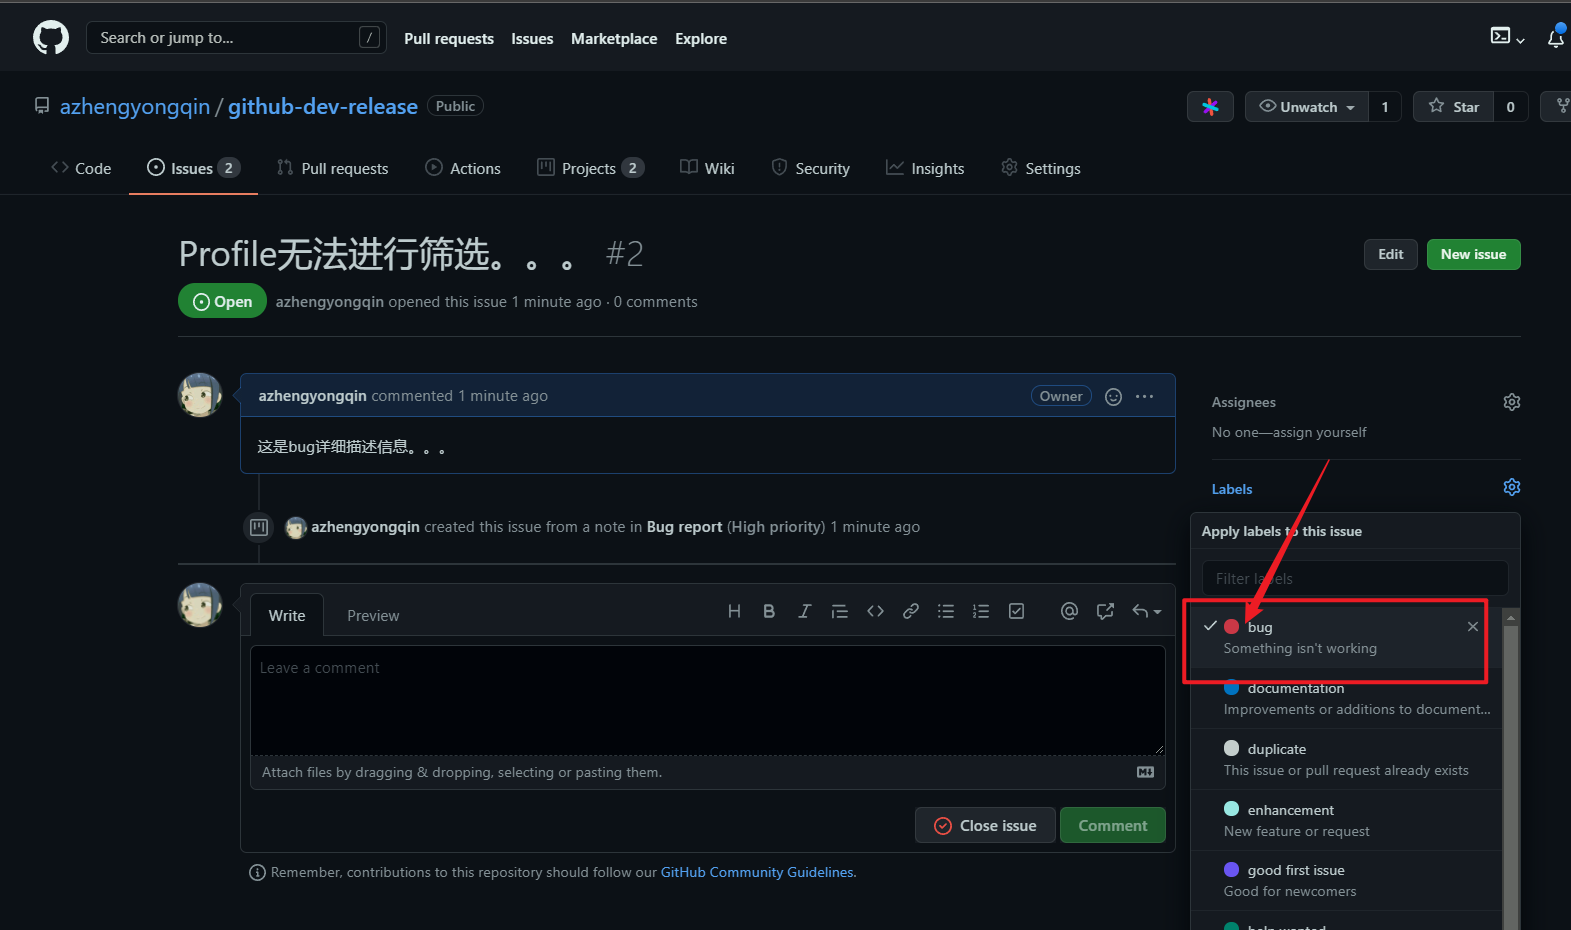 Search or jump to... /
Pull requests Issues Marketplace Explore
azhengyongqin / github-dev-release Public
Unwatch 1 Star 0
Code Issues 2 Pull requests Actions Projects 2 Wiki Security Insights Settings
Profile无法进行筛选。。。 #2
Edit New issue
Open azhengyongqin opened this issue 1 minute ago · 0 comments
azhengyongqin commented 1 minute ago Owner ···
这是bug详细描述信息。。。
azhengyongqin created this issue from a note in Bug report (High priority) 1 minute ago
Write Preview
Leave a comment
Attach files by dragging & dropping, selecting or pasting them.
Close issue Comment
Remember, contributions to this repository should follow our GitHub Community Guidelines.
Assignees
No one—assign yourself
Labels
Apply labels to this issue
Filter labels
bug
Something isn't working
documentation
Improvements or additions to document...
duplicate
This issue or pull request already exists
enhancement
New feature or request
good first issue
Good for newcomers
help wanted